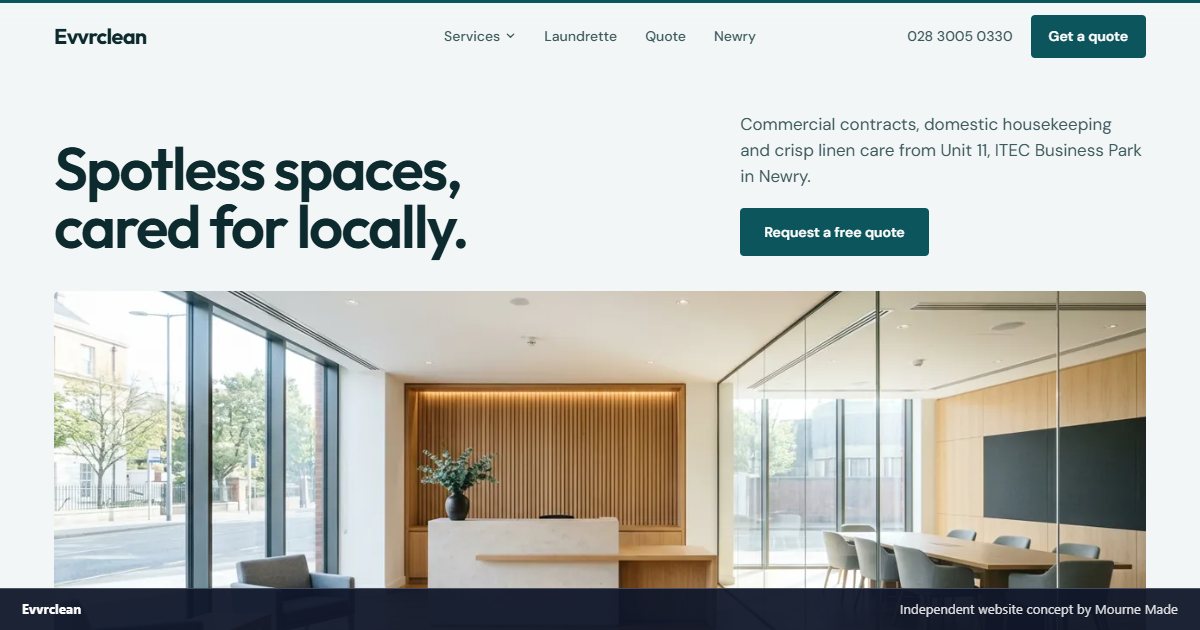 Evvrclean
Services
Laundrette
Quote
Newry
028 3005 0330
Get a quote
Spotless spaces,
cared for locally.
Commercial contracts, domestic housekeeping
and crisp linen care from Unit 11, ITEC Business Park
in Newry.
Request a free quote
Evvrclean
Independent website concept by Mourne Made